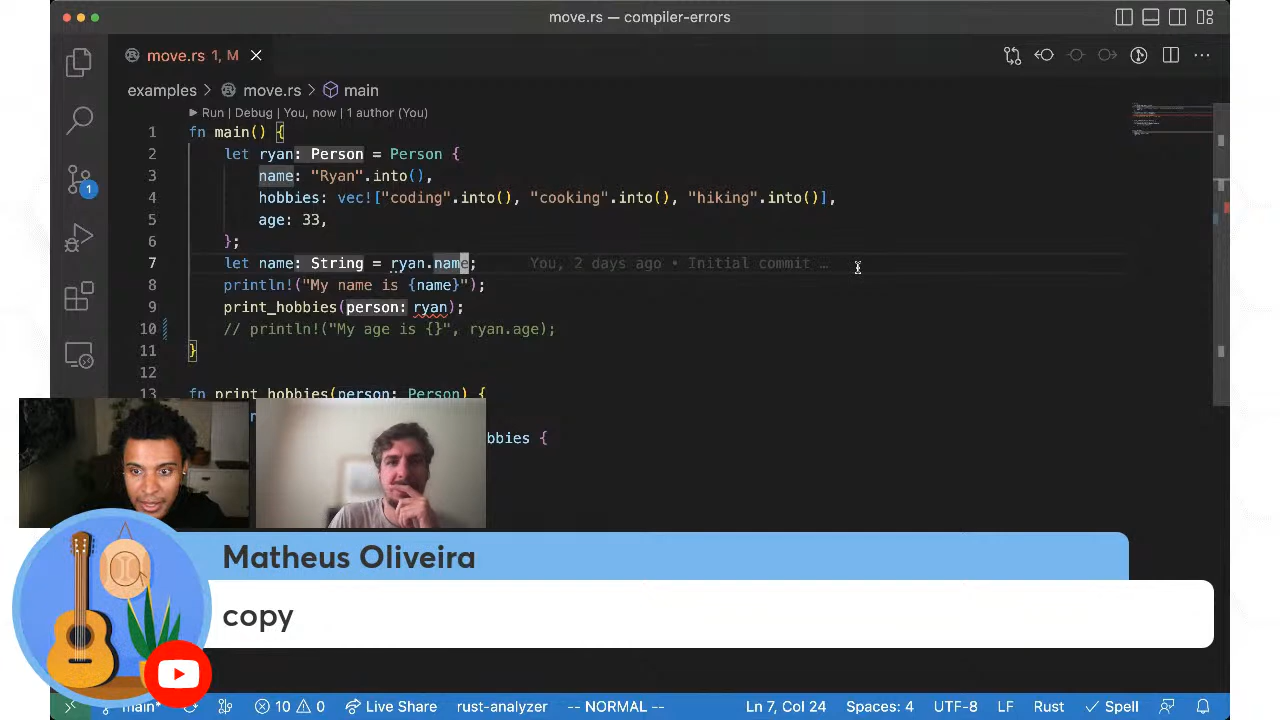 move.rs — compiler-errors
move.rs 1, M
examples > move.rs > main
Run | Debug | You, now | 1 author (You)
1 fn main() {
2 let ryan: Person = Person {
3 name: "Ryan".into(),
4 hobbies: vec!["coding".into(), "cooking".into(), "hiking".into()],
5 age: 33,
6 };
7 let name: String = ryan.name; You, 2 days ago • Initial commit …
8 println!("My name is {name}");
9 print_hobbies(person: ryan);
10 // println!("My age is {}", ryan.age);
11 }
12
13 fn print_hobbies(person: Person) {
bbies {
1
Matheus Oliveira
copy
main* 10 0 Live Share rust-analyzer -- NORMAL -- Ln 7, Col 24 Spaces: 4 UTF-8 LF Rust Spell